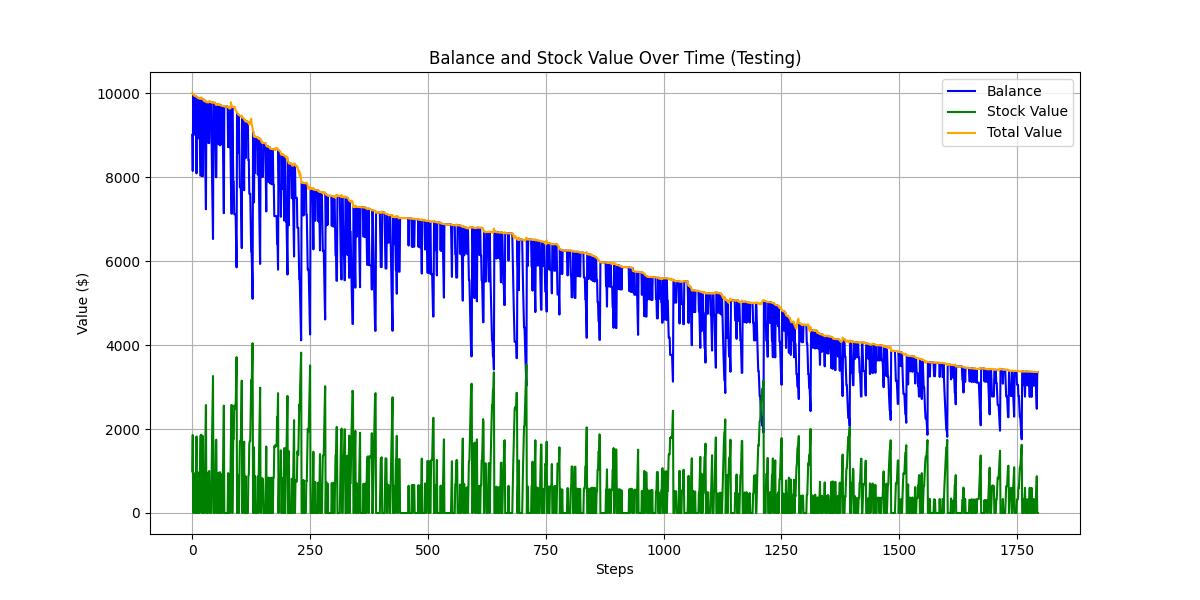 Balance and Stock Value Over Time (Testing)
Balance
Stock Value
Total Value
Value ($)
10000
8000
6000
4000
2000
0
0 250 500 750 1000 1250 1500 1750
Steps